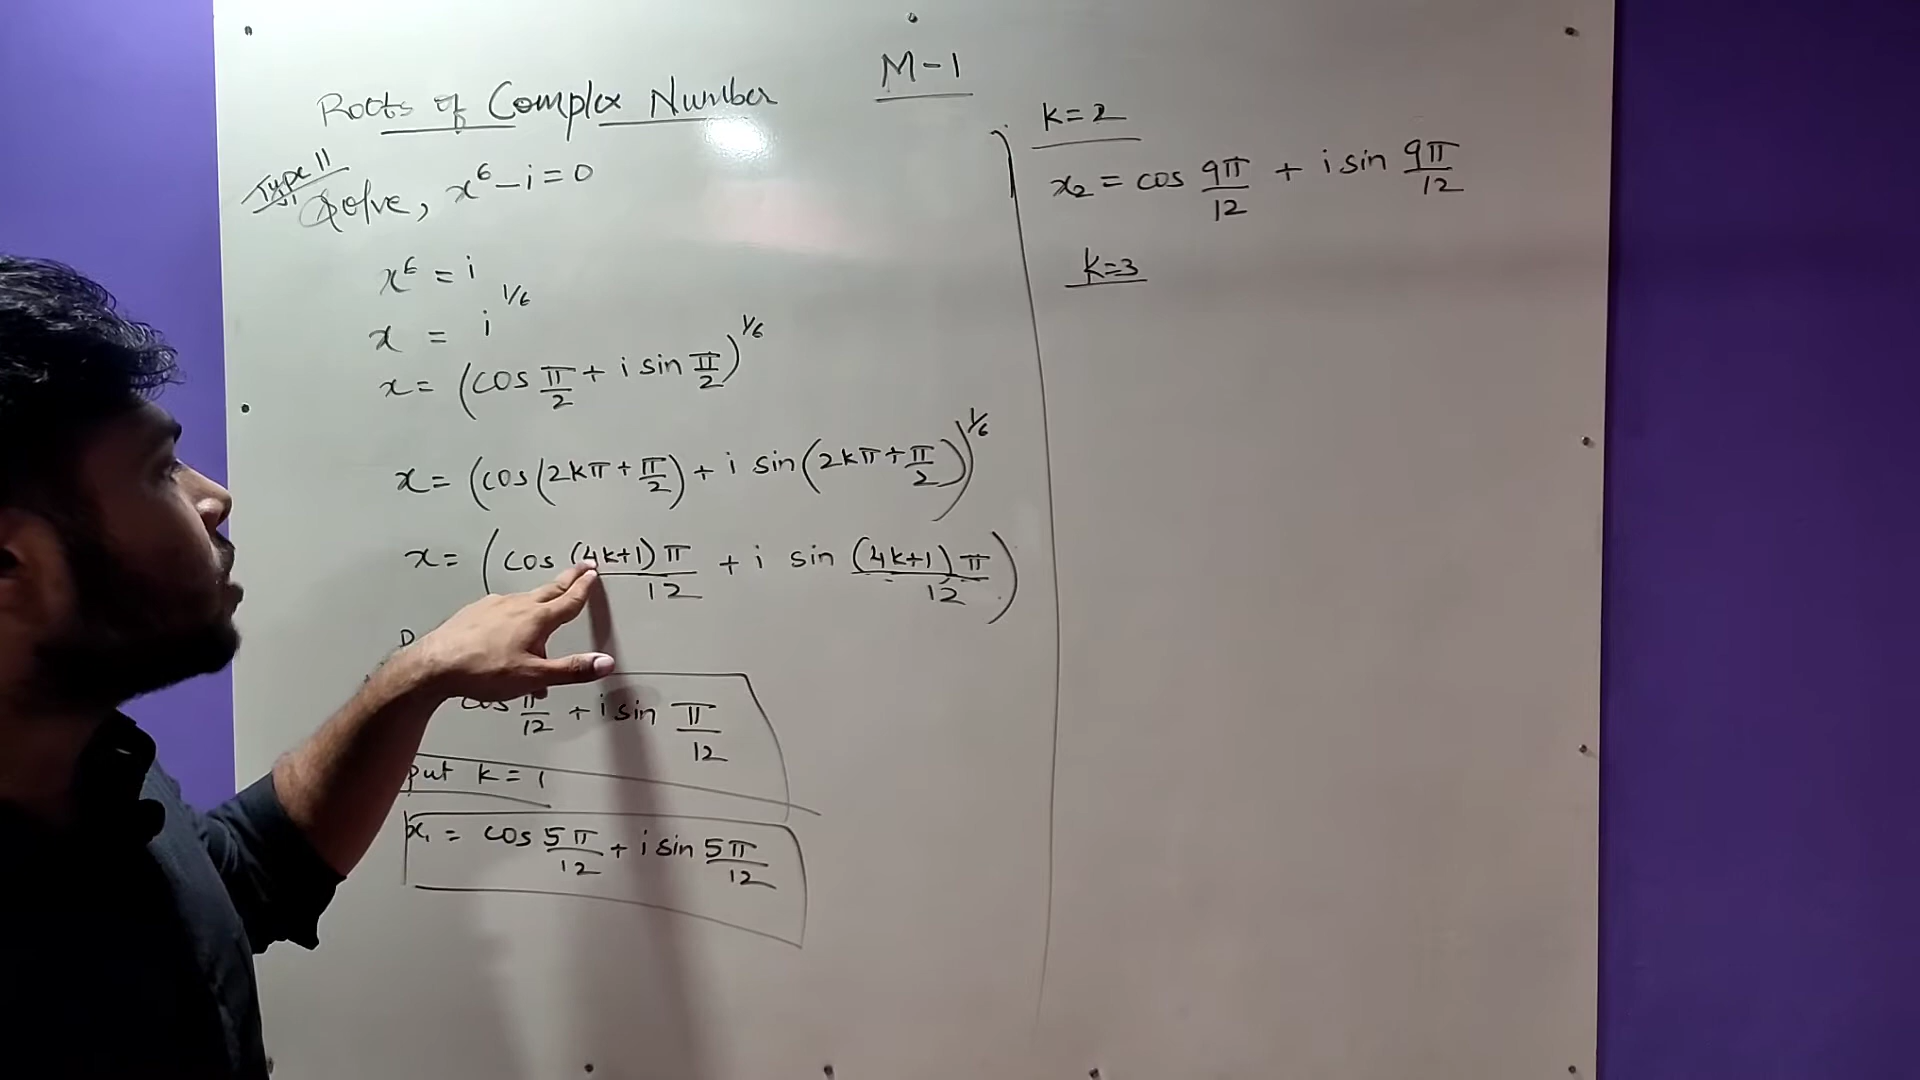 Roots of Complex Number
M-1
Type II
Solve, x⁶ - i = 0
x⁶ = i
x = i^1/6
x = (cos π/2 + i sin π/2)^1/6
x = (cos(2kπ + π/2) + i sin(2kπ + π/2))^1/6
x = (cos (4k+1)π/12 + i sin (4k+1)π/12)
cos π/12 + i sin π/12
put k = 1
x₁ = cos 5π/12 + i sin 5π/12
k = 2
x₂ = cos 9π/12 + i sin 9π/12
k=3